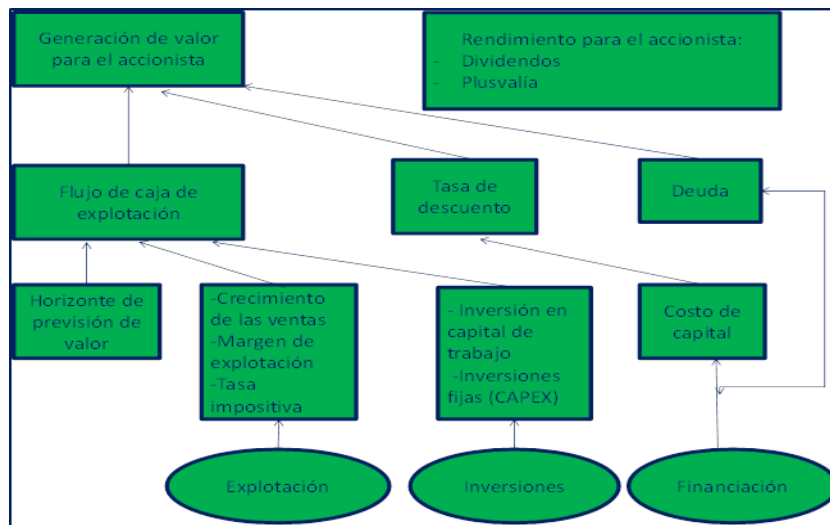 Generación de valor
para el accionista
Rendimiento para el accionista:
- Dividendos
- Plusvalía
Flujo de caja de
explotación
Tasa de
descuento
Deuda
Horizonte de
previsión de
valor
-Crecimiento
de las ventas
-Margen de
explotación
-Tasa
impositiva
- Inversión en
capital de
trabajo
-Inversiones
fijas (CAPEX)
Costo de
capital
Explotación
Inversiones
Financiación